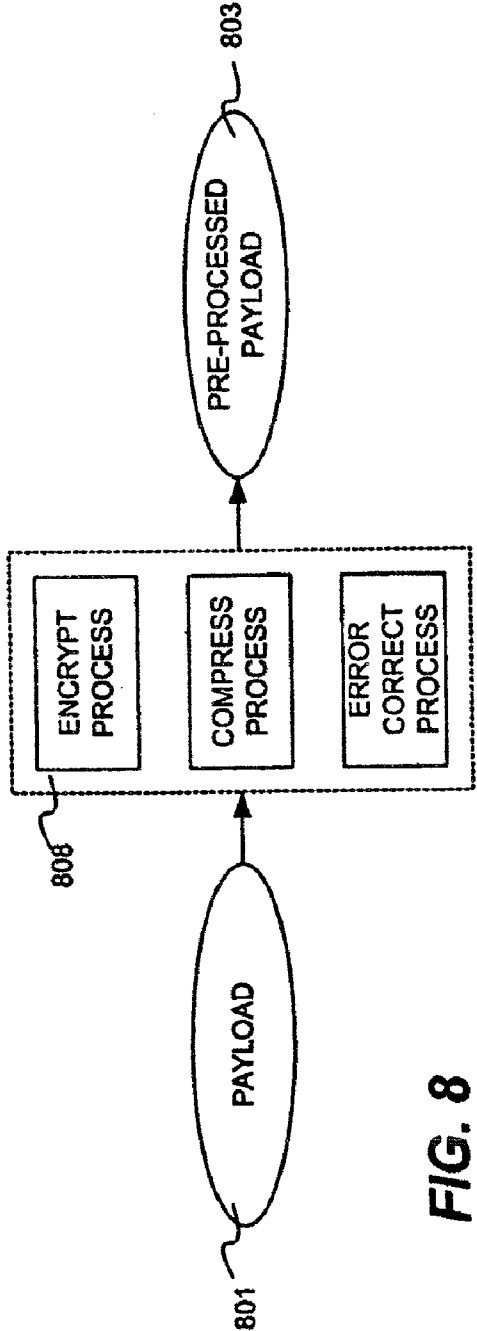 801
PAYLOAD
808
ENCRYPT
PROCESS
COMPRESS
PROCESS
ERROR
CORRECT
PROCESS
PRE-PROCESSED
PAYLOAD
803
FIG. 8